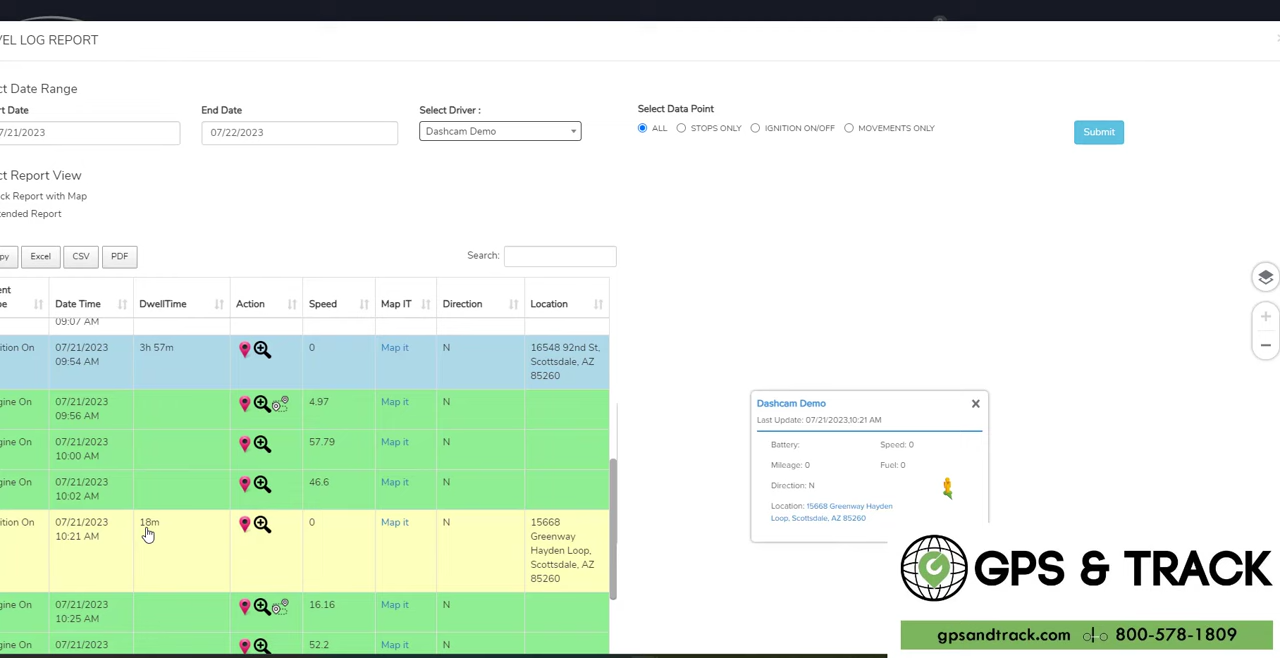 VEL LOG REPORT
ct Date Range
rt Date
End Date
Select Driver :
Select Data Point
7/21/2023
07/22/2023
Dashcam Demo
ALL STOPS ONLY IGNITION ON/OFF MOVEMENTS ONLY
Submit
ct Report View
ck Report with Map
tended Report
py Excel CSV PDF
Search:
ent
pe
Date Time DwellTime Action Speed Map IT Direction Location
09:07 AM
ition On 07/21/2023 3h 57m 0 Map it N 16548 92nd St,
09:54 AM Scottsdale, AZ
85260
gine On 07/21/2023 4.97 Map it N
09:56 AM
gine On 07/21/2023 57.79 Map it N
10:00 AM
gine On 07/21/2023 46.6 Map it N
10:02 AM
ition On 07/21/2023 18m 0 Map it N 15668
10:21 AM Greenway
Hayden Loop,
Scottsdale, AZ
85260
gine On 07/21/2023 16.16 Map it N
10:25 AM
gine On 07/21/2023 52.2 Map it N
Dashcam Demo
Last Update: 07/21/2023,10:21 AM
Battery: Speed: 0
Mileage: 0 Fuel: 0
Direction: N
Location: 15668 Greenway Hayden
Loop, Scottsdale, AZ 85260
GPS & TRACK
gpsandtrack.com 800-578-1809